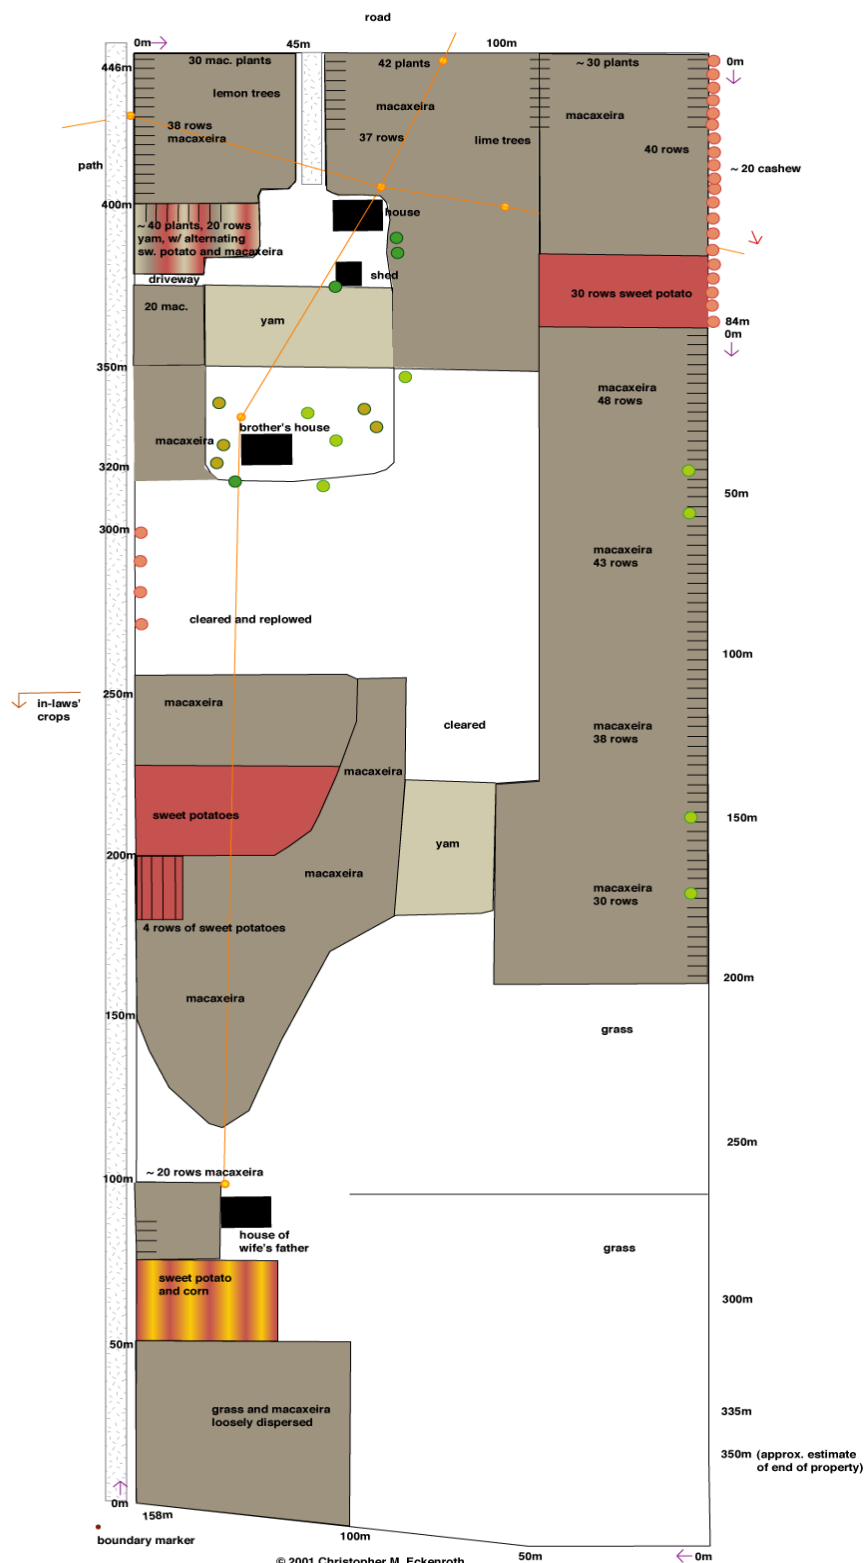 road
0m
45m
100m
446m
30 mac. plants
42 plants
~ 30 plants
0m
lemon trees
macaxeira
macaxeira
38 rows
macaxeira
37 rows
lime trees
40 rows
path
~ 20 cashew
400m
house
~ 40 plants, 20 rows
yam, w/ alternating
sw. potato and macaxeira
driveway
shed
30 rows sweet potato
20 mac.
yam
84m
0m
350m
macaxeira
48 rows
brother's house
macaxeira
320m
50m
300m
macaxeira
43 rows
cleared and replowed
100m
250m
in-laws'
crops
macaxeira
cleared
macaxeira
38 rows
macaxeira
sweet potatoes
150m
yam
200m
macaxeira
macaxeira
30 rows
4 rows of sweet potatoes
200m
macaxeira
150m
grass
250m
100m
~ 20 rows macaxeira
house of
wife's father
grass
sweet potato
and corn
300m
50m
grass and macaxeira
loosely dispersed
335m
350m (approx. estimate
of end of property)
0m
158m
boundary marker
100m
50m
0m
© 2001 Christopher M. Eckenroth